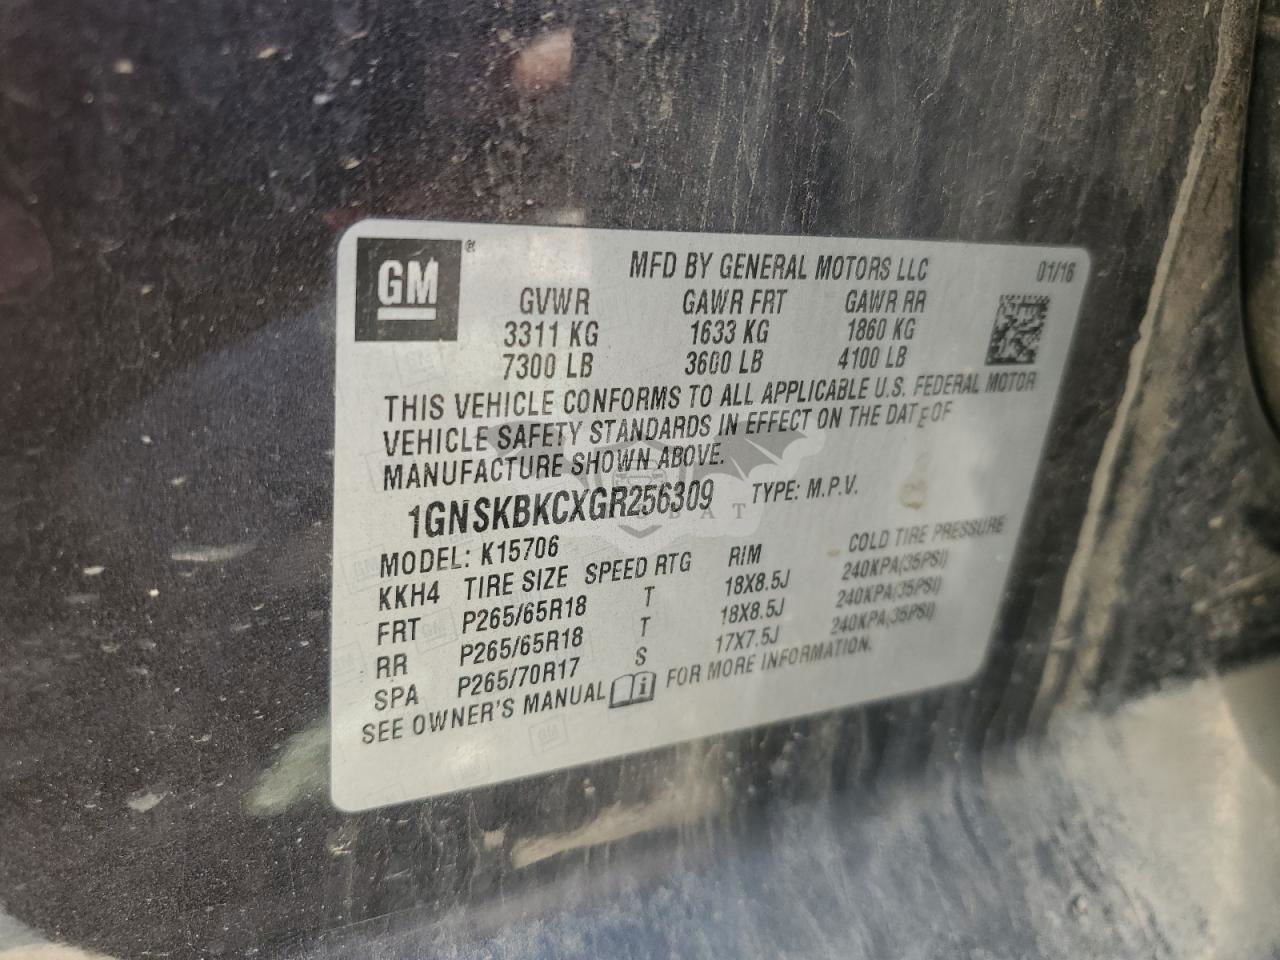 GM ®
MFD BY GENERAL MOTORS LLC 01/16
GVWR GAWR FRT GAWR RR
3311 KG 1633 KG 1860 KG
7300 LB 3600 LB 4100 LB
THIS VEHICLE CONFORMS TO ALL APPLICABLE U.S. FEDERAL MOTOR
VEHICLE SAFETY STANDARDS IN EFFECT ON THE DATE OF
MANUFACTURE SHOWN ABOVE.
1GNSKBKCXGR256309 TYPE: M.P.V.
MODEL: K15706
KKH4 TIRE SIZE SPEED RTG RIM COLD TIRE PRESSURE
FRT P265/65R18 T 18X8.5J 240KPA(35PSI)
RR P265/65R18 T 18X8.5J 240KPA(35PSI)
SPA P265/70R17 S 17X7.5J 240KPA(35PSI)
SEE OWNER'S MANUAL FOR MORE INFORMATION.